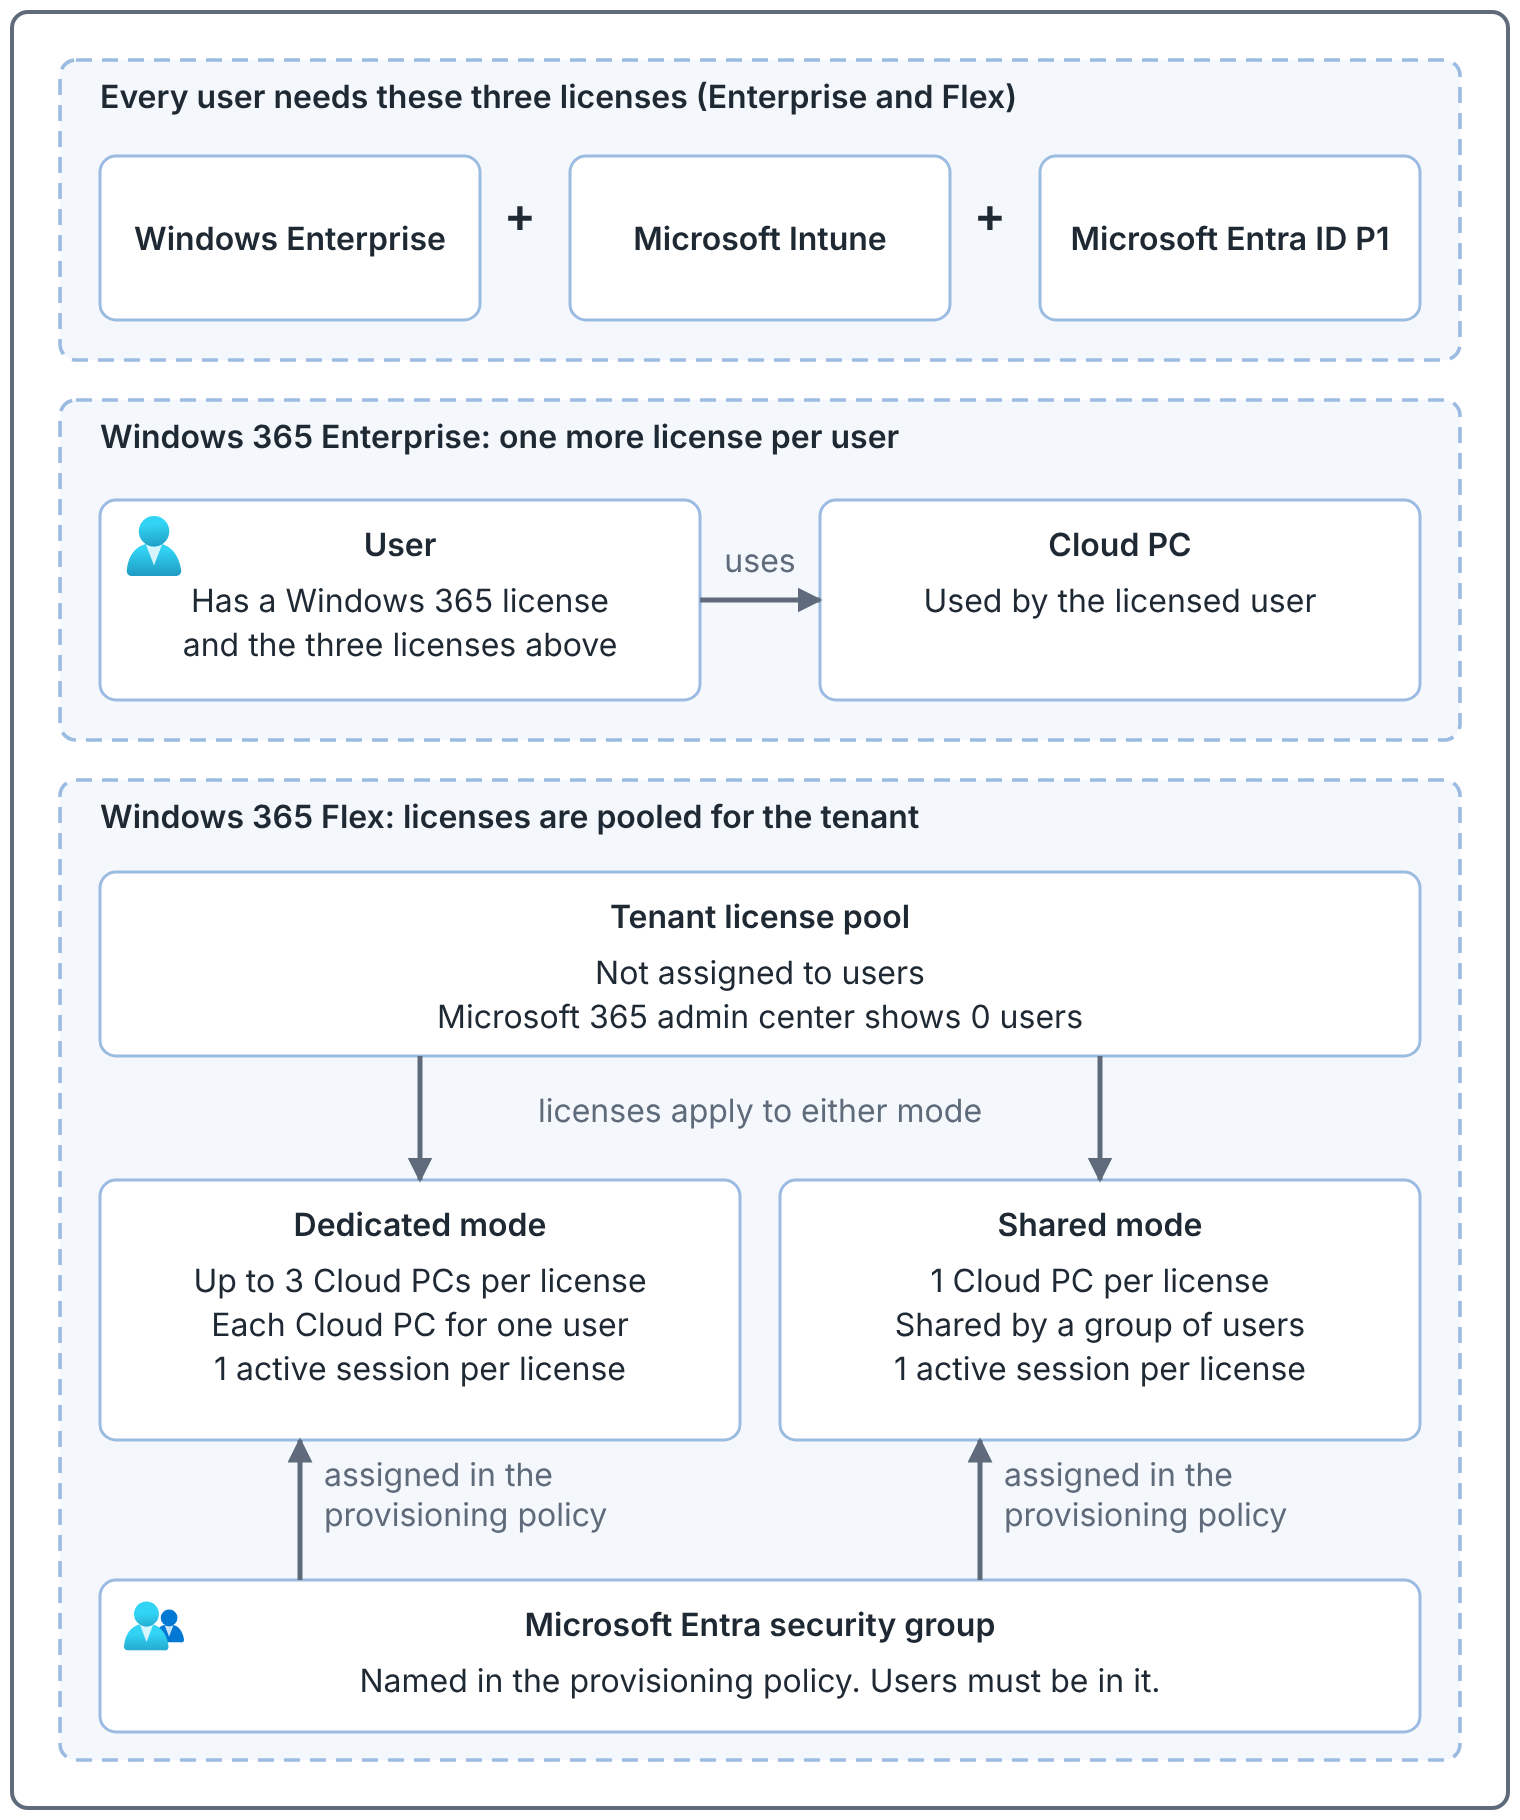 Every user needs these three licenses (Enterprise and Flex)
Windows Enterprise
+
Microsoft Intune
+
Microsoft Entra ID P1
Windows 365 Enterprise: one more license per user
User
Has a Windows 365 license
and the three licenses above
uses
Cloud PC
Used by the licensed user
Windows 365 Flex: licenses are pooled for the tenant
Tenant license pool
Not assigned to users
Microsoft 365 admin center shows 0 users
licenses apply to either mode
Dedicated mode
Up to 3 Cloud PCs per license
Each Cloud PC for one user
1 active session per license
Shared mode
1 Cloud PC per license
Shared by a group of users
1 active session per license
assigned in the
provisioning policy
assigned in the
provisioning policy
Microsoft Entra security group
Named in the provisioning policy. Users must be in it.